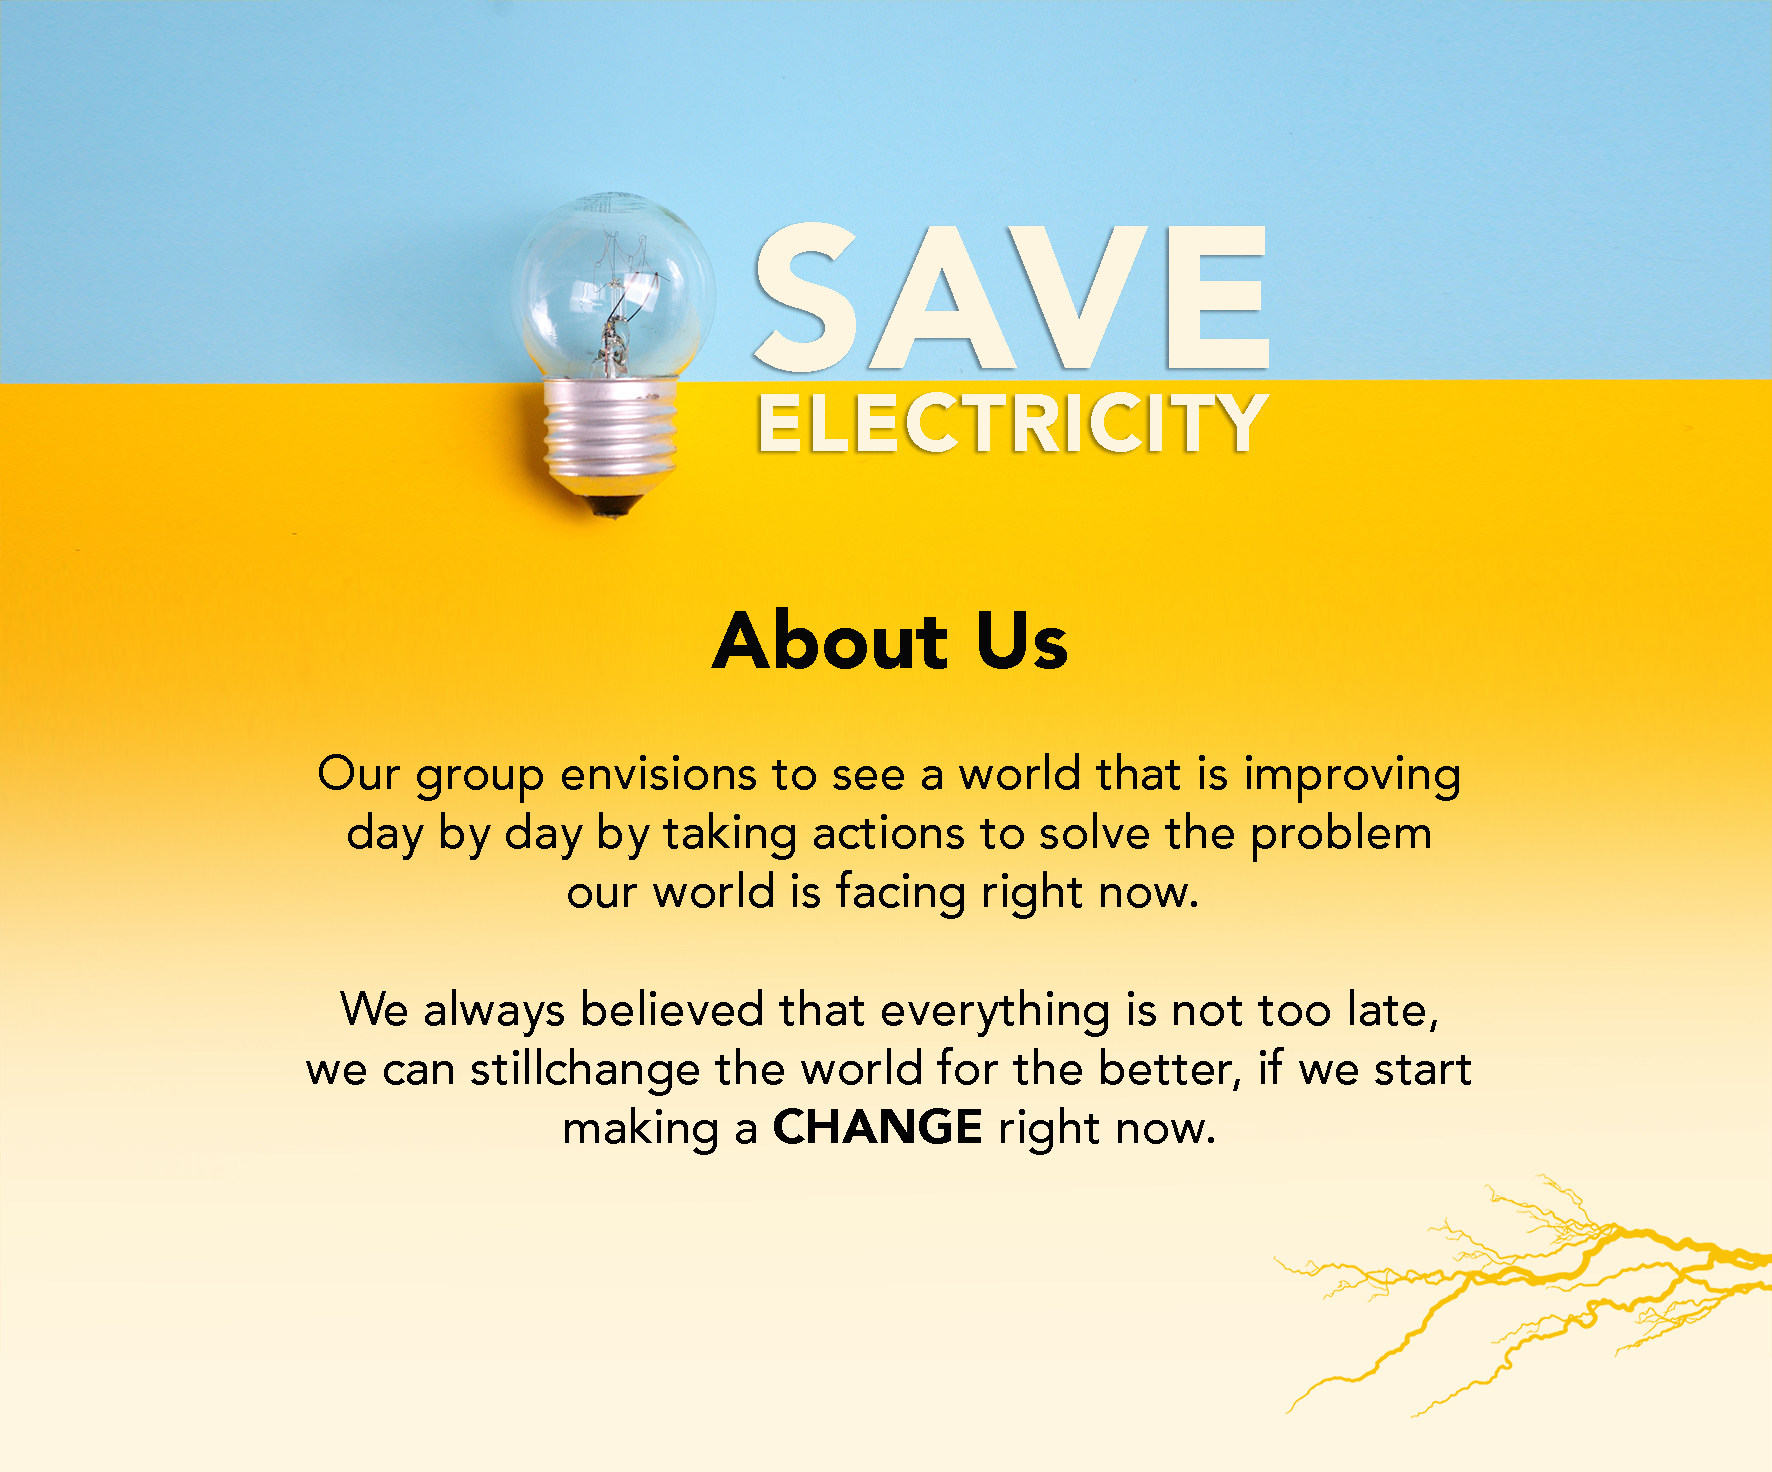 SAVE
ELECTRICITY
About Us
Our group envisions to see a world that is improving
day by day by taking actions to solve the problem
our world is facing right now.
We always believed that everything is not too late,
we can stillchange the world for the better, if we start
making a CHANGE right now.